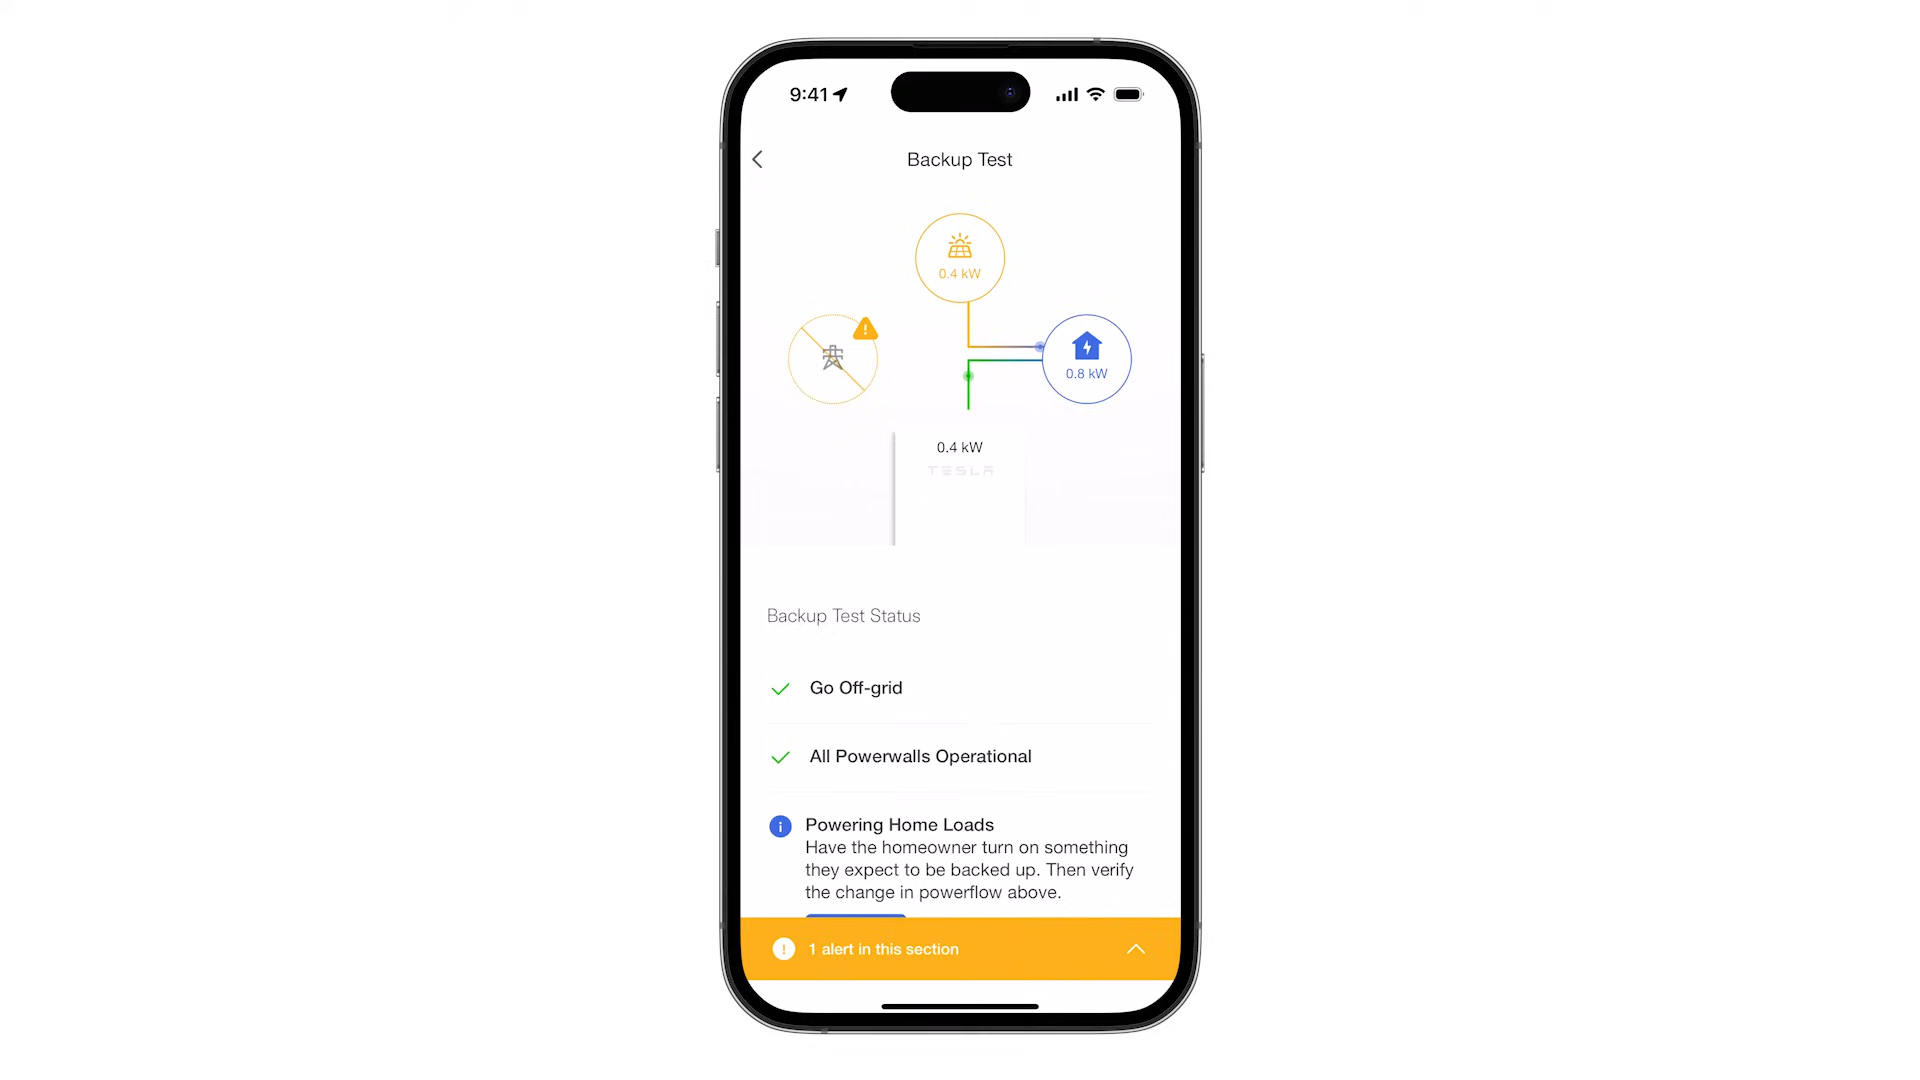 9:41
Backup Test
0.4 kW
0.8 kW
0.4 kW
TESLA
Backup Test Status
Go Off-grid
All Powerwalls Operational
Powering Home Loads
Have the homeowner turn on something
they expect to be backed up. Then verify
the change in powerflow above.
1 alert in this section